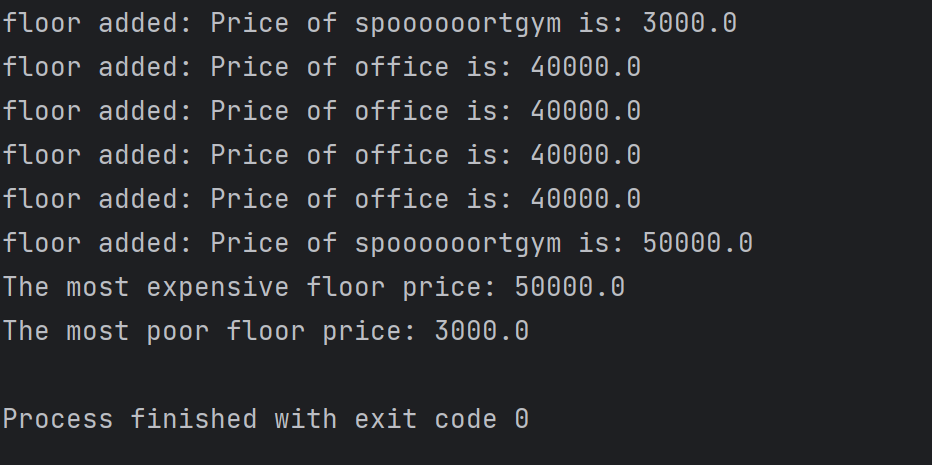 floor added: Price of spoooooortgym is: 3000.0
floor added: Price of office is: 40000.0
floor added: Price of office is: 40000.0
floor added: Price of office is: 40000.0
floor added: Price of office is: 40000.0
floor added: Price of spoooooortgym is: 50000.0
The most expensive floor price: 50000.0
The most poor floor price: 3000.0
Process finished with exit code 0